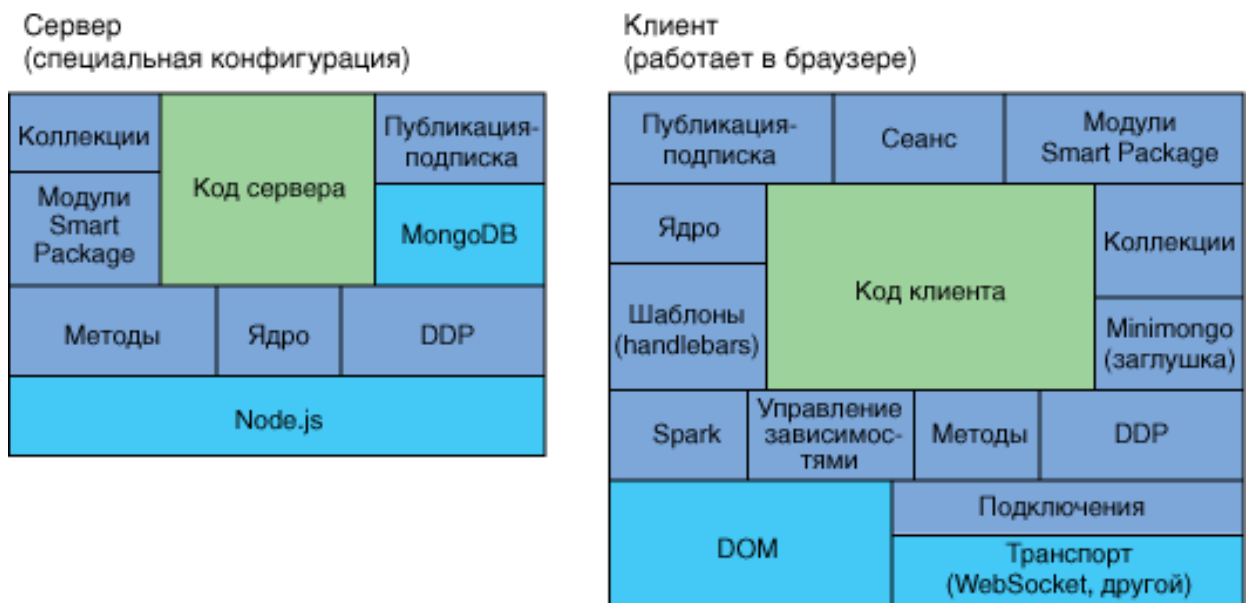 Сервер
(специальная конфигурация)
Коллекции
Код сервера
Публикация-
подписка
Модули
Smart
Package
MongoDB
Методы
Ядро
DDP
Node.js
Клиент
(работает в браузере)
Публикация-
подписка
Сеанс
Модули
Smart Package
Ядро
Код клиента
Коллекции
Шаблоны
(handlebars)
Minimongo
(заглушка)
Spark
Управление
зависимос-
тями
Методы
DDP
DOM
Подключения
Транспорт
(WebSocket, другой)